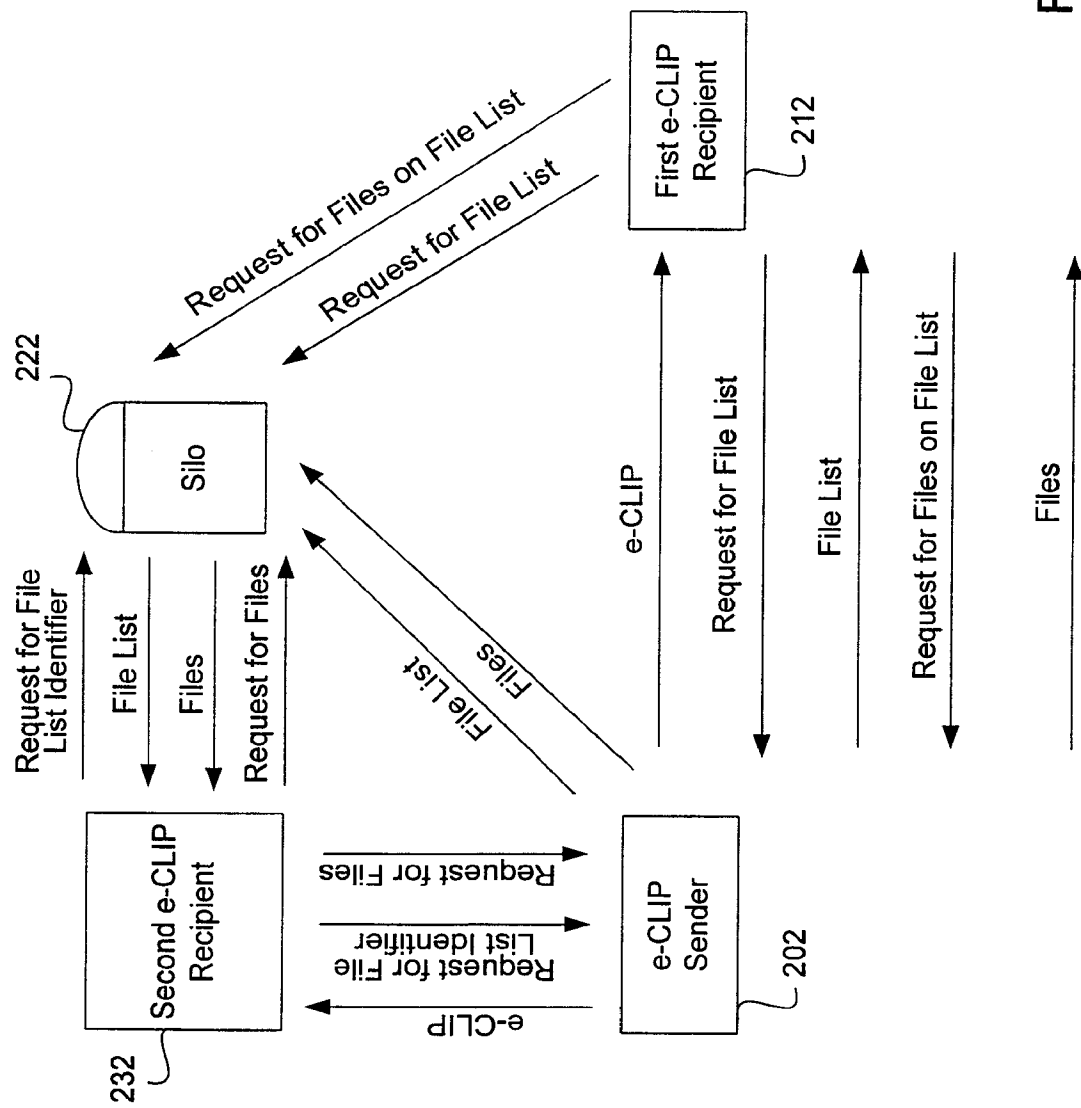 222
Silo
Request for File
List Identifier
File List
Files
Request for Files
Request for Files on File List
Request for File List
232
Second e-CLIP
Recipient
e-CLIP
Request for File
List Identifier
Request for Files
File List
Files
e-CLIP
Sender
202
First e-CLIP
Recipient
212
e-CLIP
Request for File List
File List
Request for Files on File List
Files